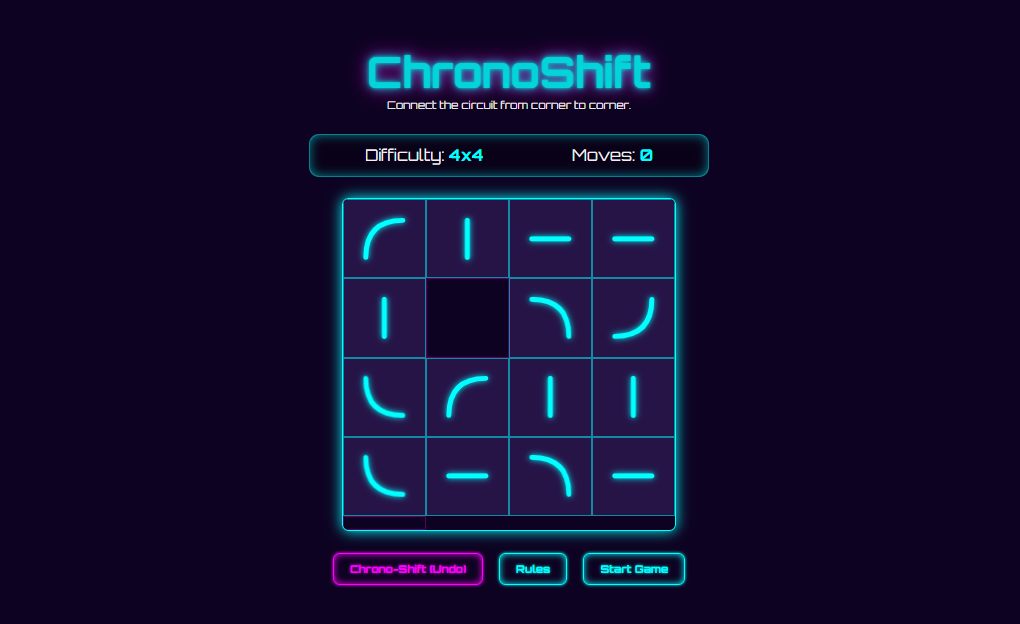 ChronoShift
Connect the circuit from corner to corner.
Difficulty: 4x4 Moves: 0
Chrono-Shift (Undo) Rules Start Game